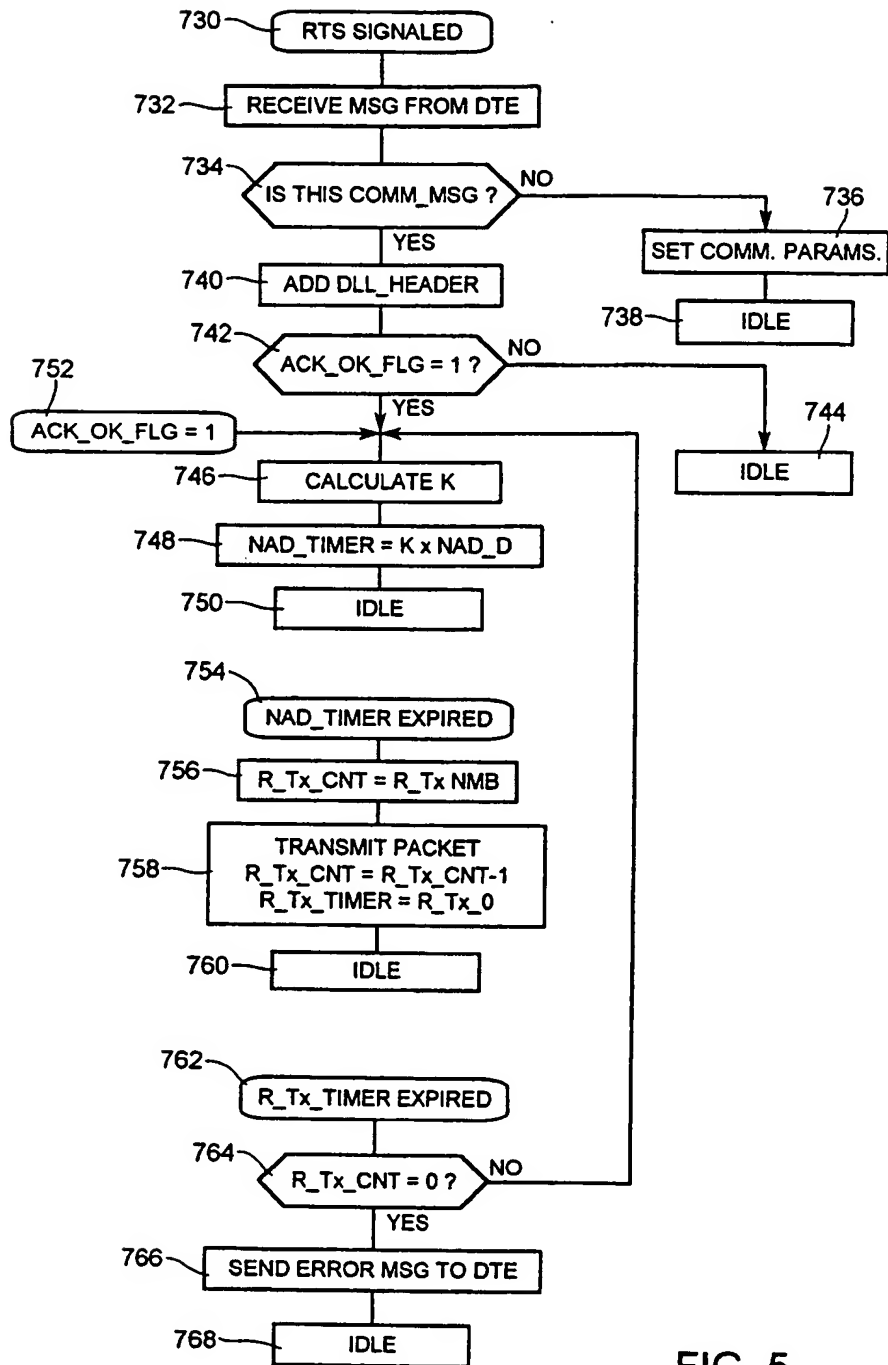 730 RTS SIGNALED
732 RECEIVE MSG FROM DTE
734 IS THIS COMM_MSG ? NO
YES
736
SET COMM. PARAMS.
740 ADD DLL_HEADER
738 IDLE
742 ACK_OK_FLG = 1 ? NO
YES
752
ACK_OK_FLG = 1
744
IDLE
746 CALCULATE K
748 NAD_TIMER = K x NAD_D
750 IDLE
754
NAD_TIMER EXPIRED
756 R_Tx_CNT = R_Tx NMB
758 TRANSMIT PACKET
R_Tx_CNT = R_Tx_CNT-1
R_Tx_TIMER = R_Tx_0
760 IDLE
762
R_Tx_TIMER EXPIRED
764 R_Tx_CNT = 0 ? NO
YES
766 SEND ERROR MSG TO DTE
768 IDLE
FIG. 5